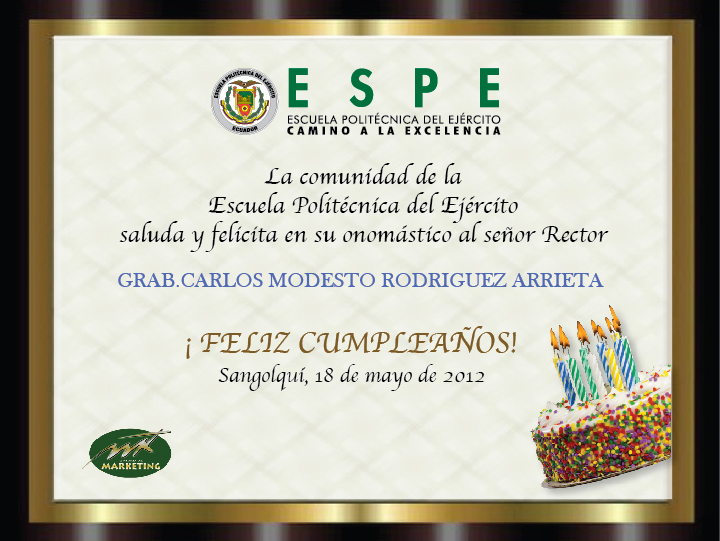 ESCUELA POLITÉCNICA DEL EJÉRCITO
ECUADOR
ESPE
ESCUELA POLITÉCNICA DEL EJÉRCITO
CAMINO A LA EXCELENCIA
La comunidad de la
Escuela Politécnica del Ejército
saluda y felicita en su onomástico al señor Rector
GRAB.CARLOS MODESTO RODRIGUEZ ARRIETA
¡ FELIZ CUMPLEAÑOS!
Sangolquí, 18 de mayo de 2012
MARKETING